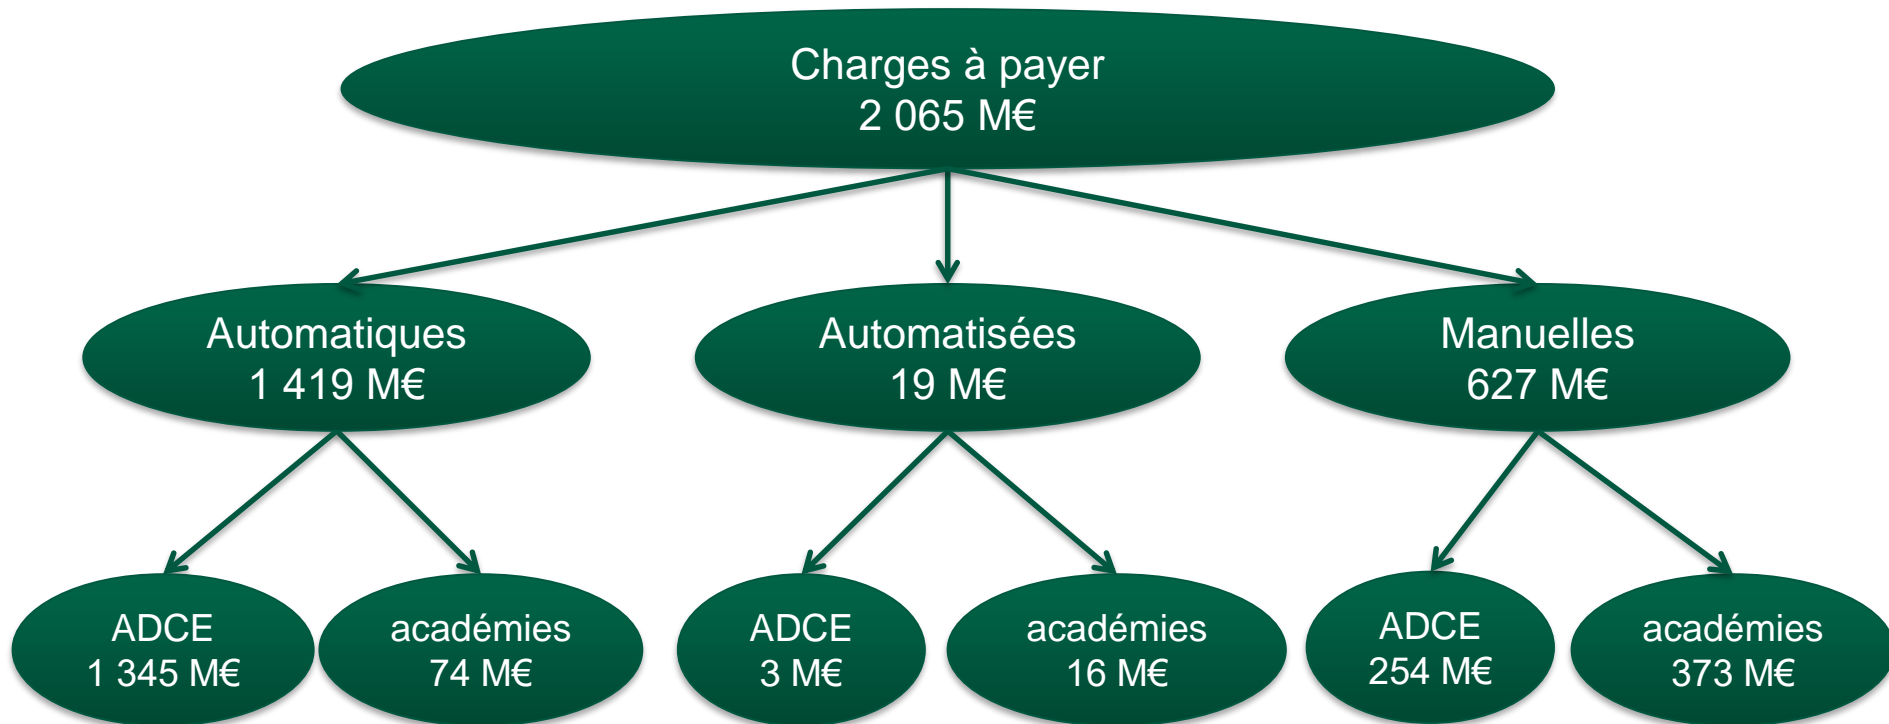 Charges à payer
2 065 M€
Automatiques
1 419 M€
Automatisées
19 M€
Manuelles
627 M€
ADCE
1 345 M€
académies
74 M€
ADCE
3 M€
académies
16 M€
ADCE
254 M€
académies
373 M€